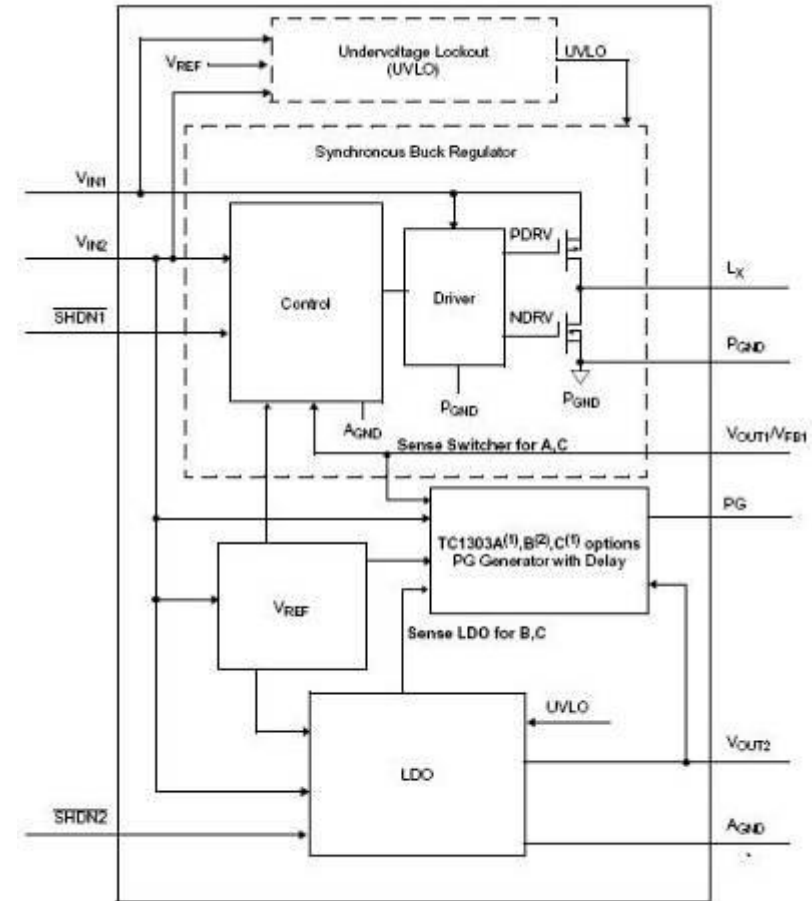 Undervoltage Lockout
(UVLO)
UVLO
VREF
Synchronous Buck Regulator
VIN1
VIN2
SHDN1
Control
Driver
PDRV
NDRV
LX
PGND
PGND
PGND
AGND
Sense Switcher for A,C
VOUT1/VFB1
PG
TC1303A(1),B(2),C(1) options
PG Generator with Delay
VREF
Sense LDO for B,C
UVLO
LDO
VOUT2
SHDN2
AGND